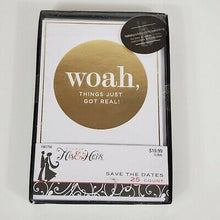 woah,
THINGS JUST
GOT REAL!
$19.99
His & Hers
SAVE THE DATES
25 COUNT